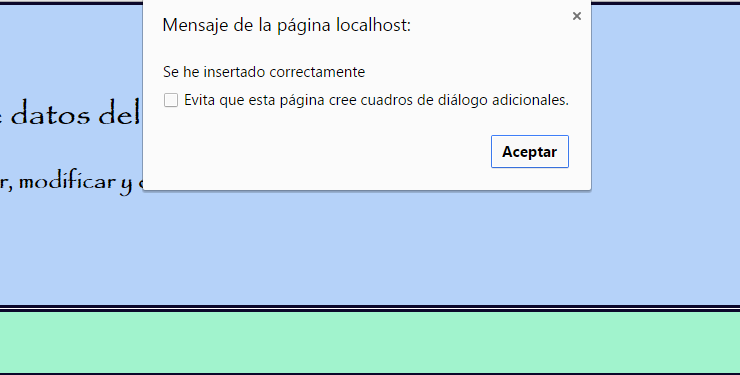 Mensaje de la página localhost:
Se he insertado correctamente
Evita que esta página cree cuadros de diálogo adicionales.
Aceptar
datos del
modificar y